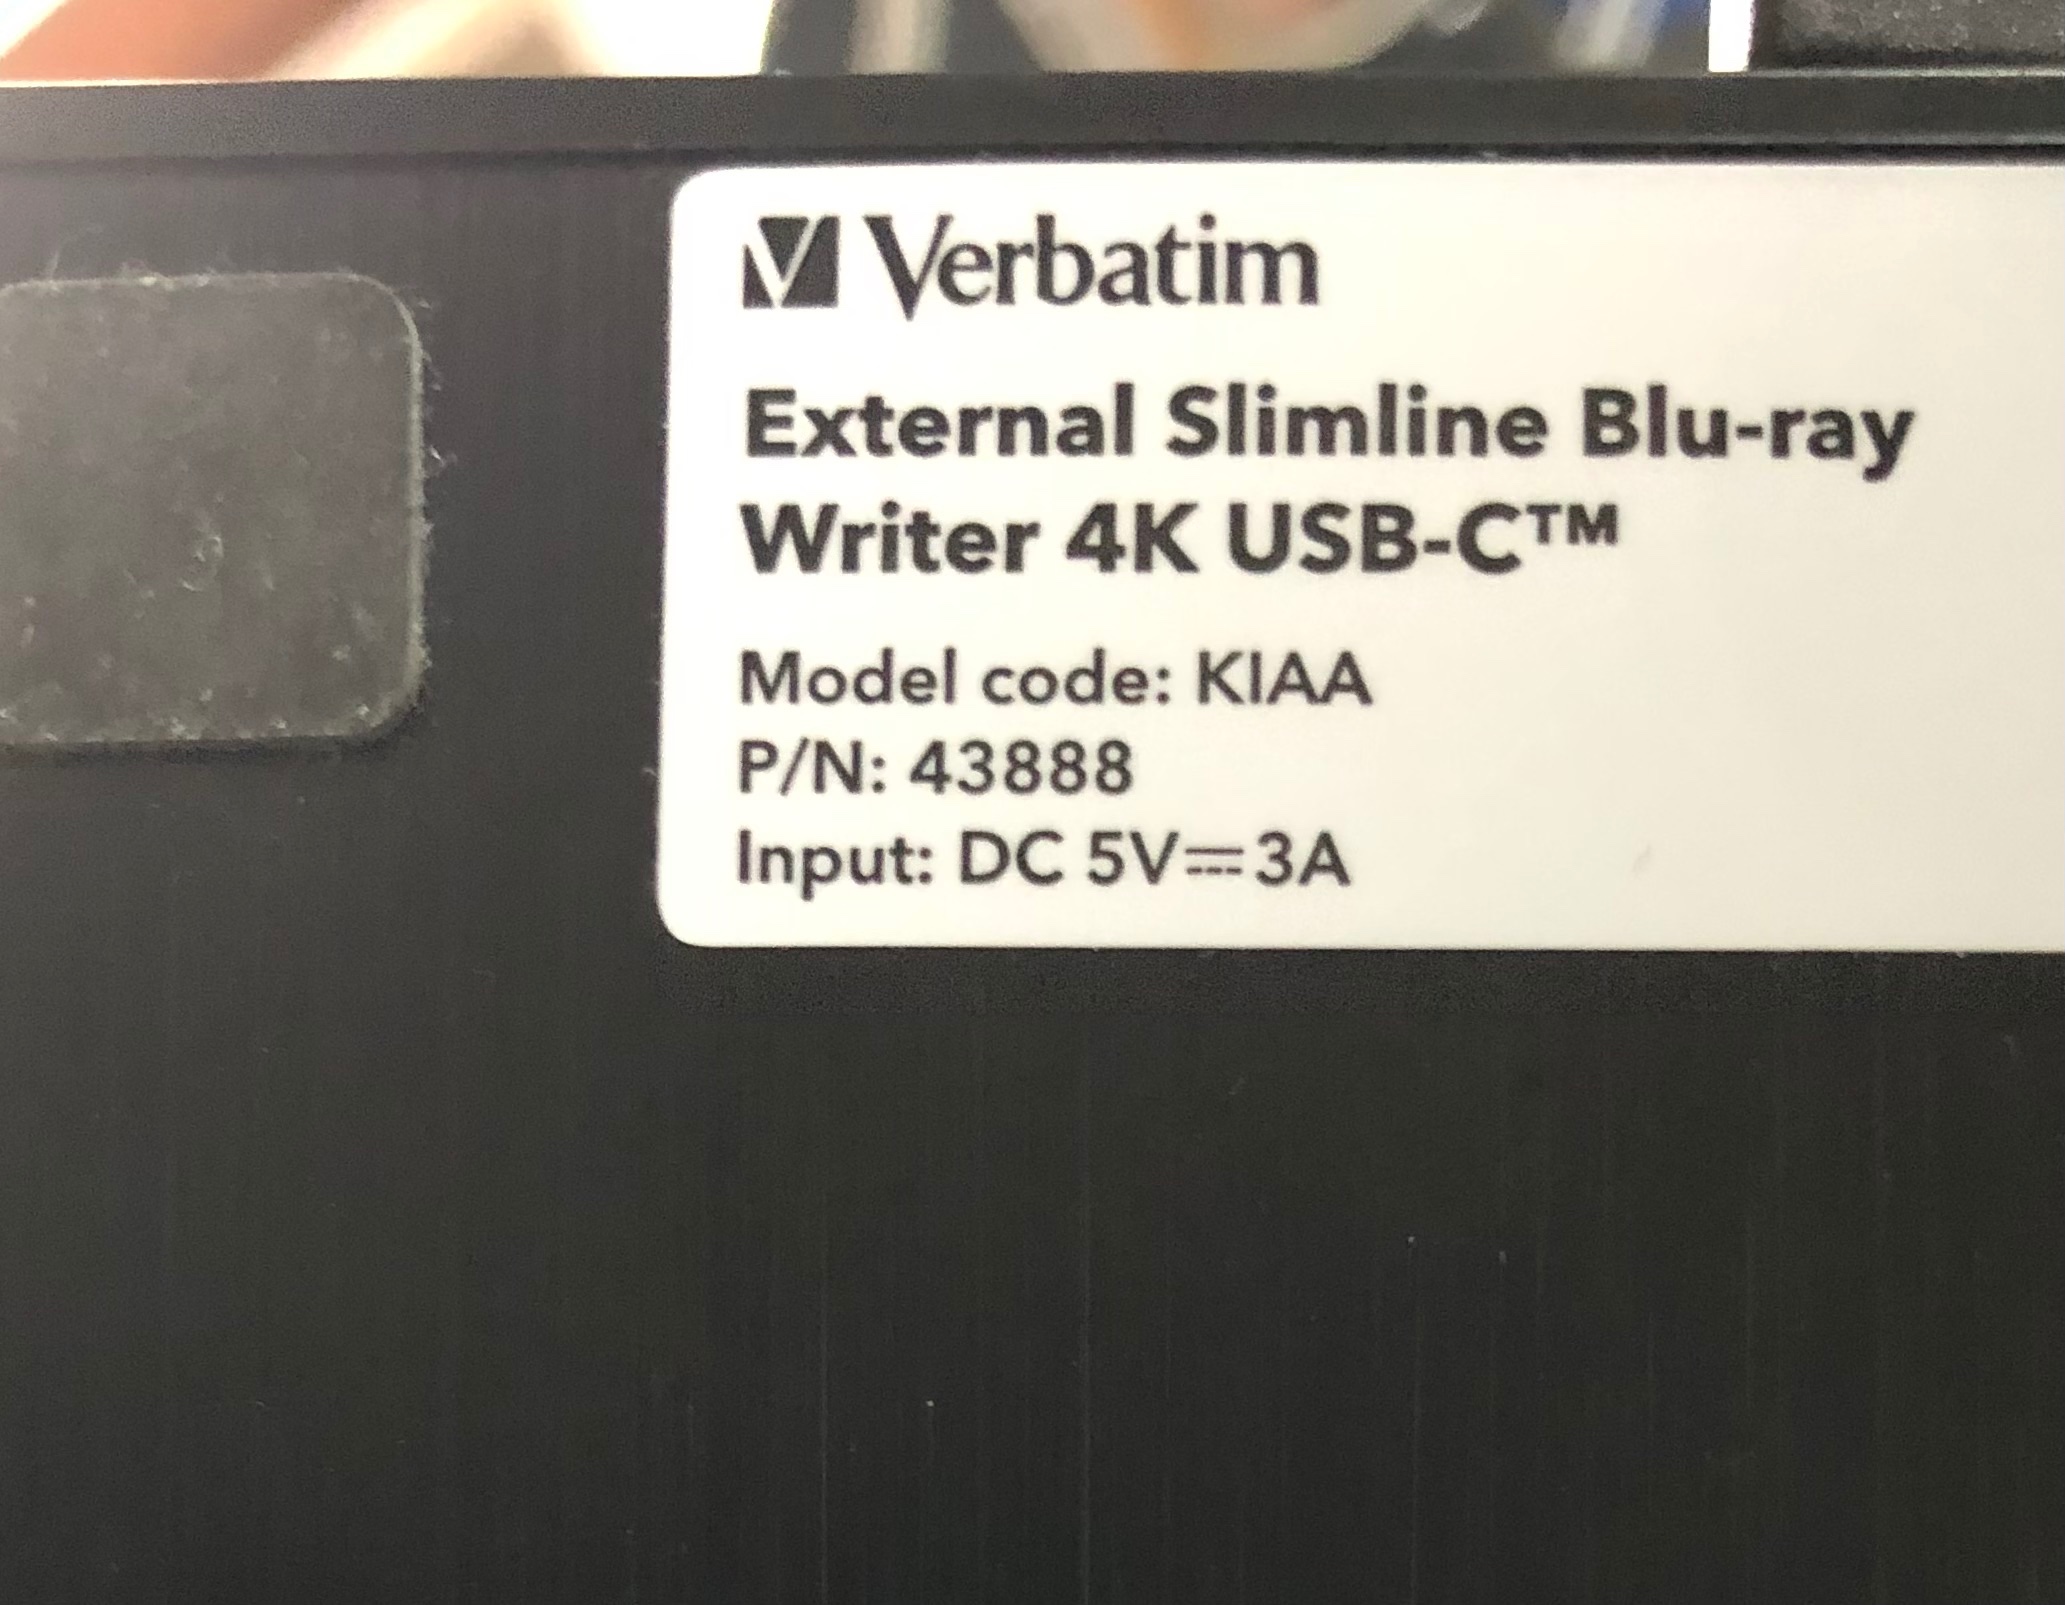 Verbatim
External Slimline Blu-ray
Writer 4K USB-C™
Model code: KIAA
P/N: 43888
Input: DC 5V⎓3A